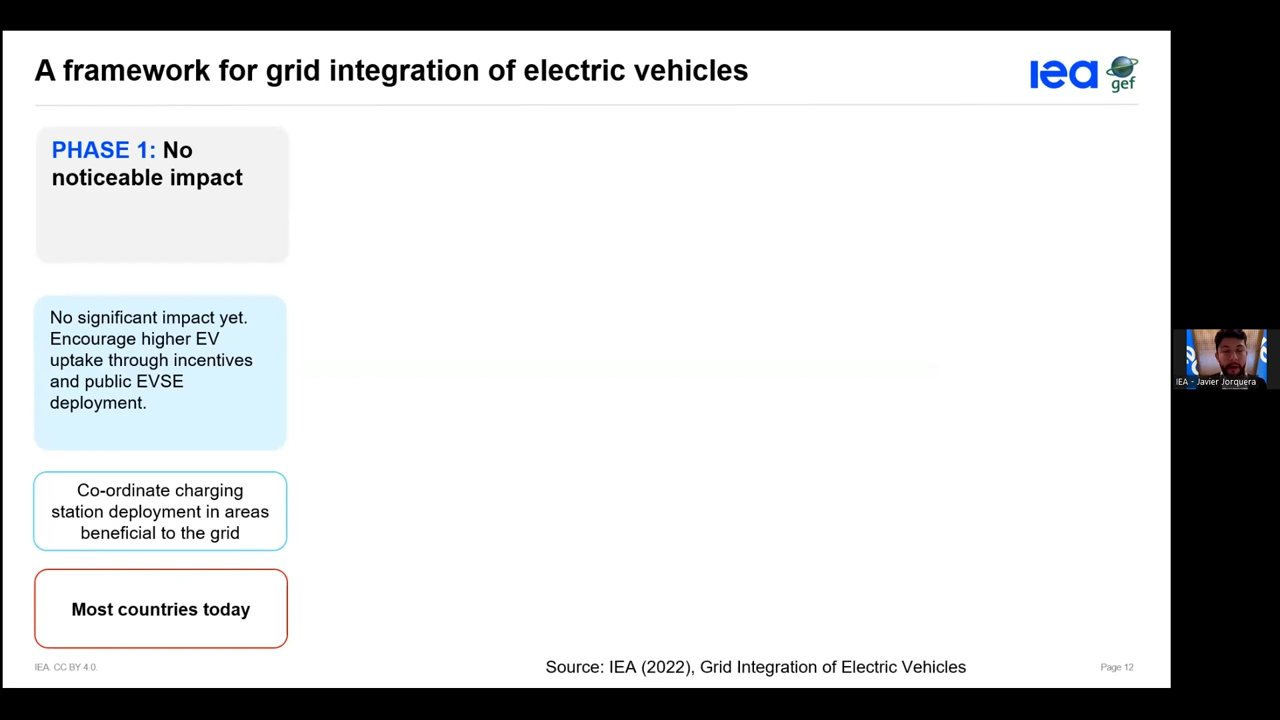 A framework for grid integration of electric vehicles
iea
gef
PHASE 1: No
noticeable impact
No significant impact yet.
Encourage higher EV
uptake through incentives
and public EVSE
deployment.
Co-ordinate charging
station deployment in areas
beneficial to the grid
Most countries today
IEA. CC BY 4.0.
Source: IEA (2022), Grid Integration of Electric Vehicles
Page 12
IEA - Javier Jorquera